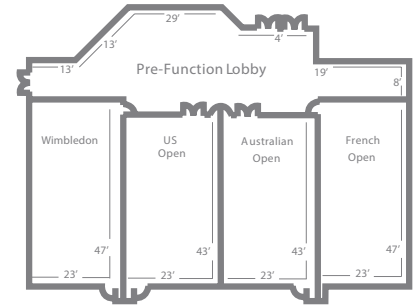 29′
4′
13′
13′
Pre-Function Lobby
19′
8′
Wimbledon
US
Open
Australian
Open
French
Open
47′
43′
43′
47′
23′
23′
23′
23′